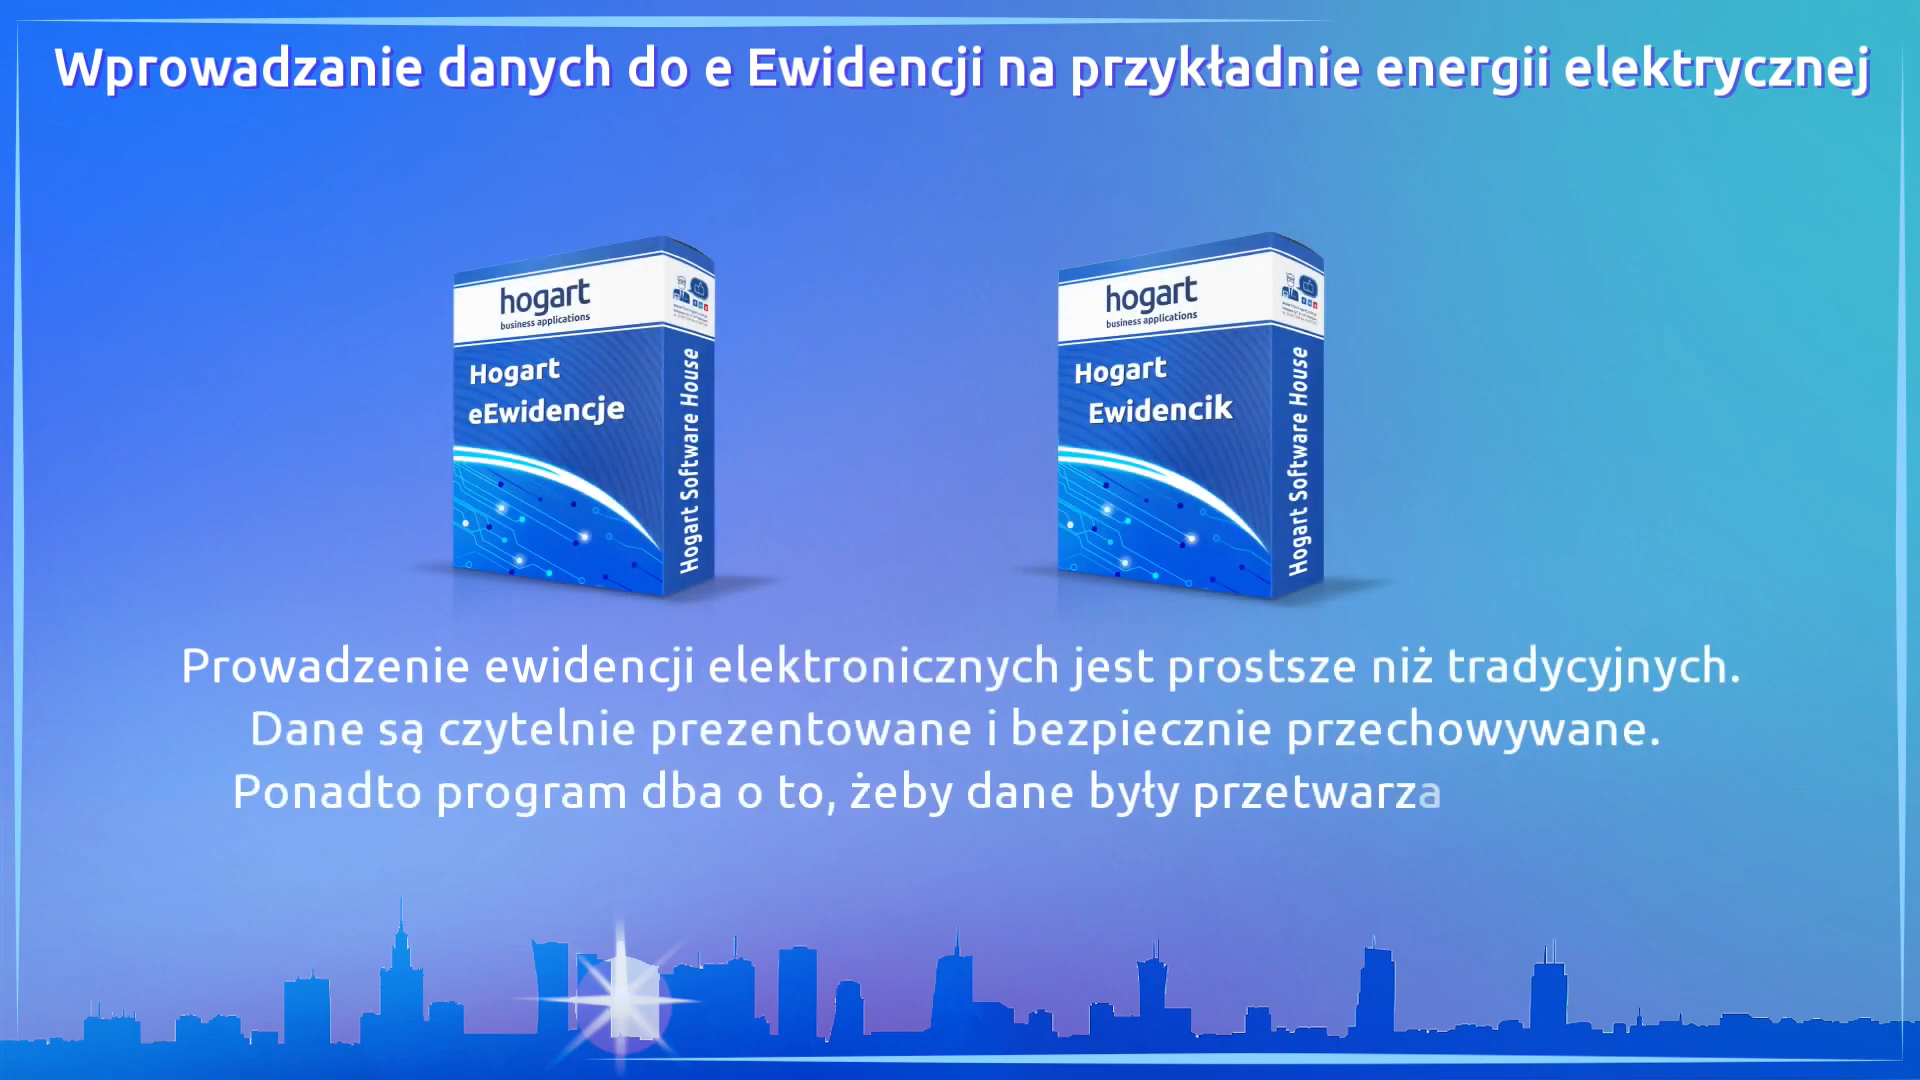 Wprowadzanie danych do e Ewidencji na przykładnie energii elektrycznej
hogart
business applications
Hogart
eEwidencje
Hogart Software House
hogart
business applications
Hogart
Ewidencik
Hogart Software House
Prowadzenie ewidencji elektronicznych jest prostsze niż tradycyjnych.
Dane są czytelnie prezentowane i bezpiecznie przechowywane.
Ponadto program dba o to, żeby dane były przetwarza